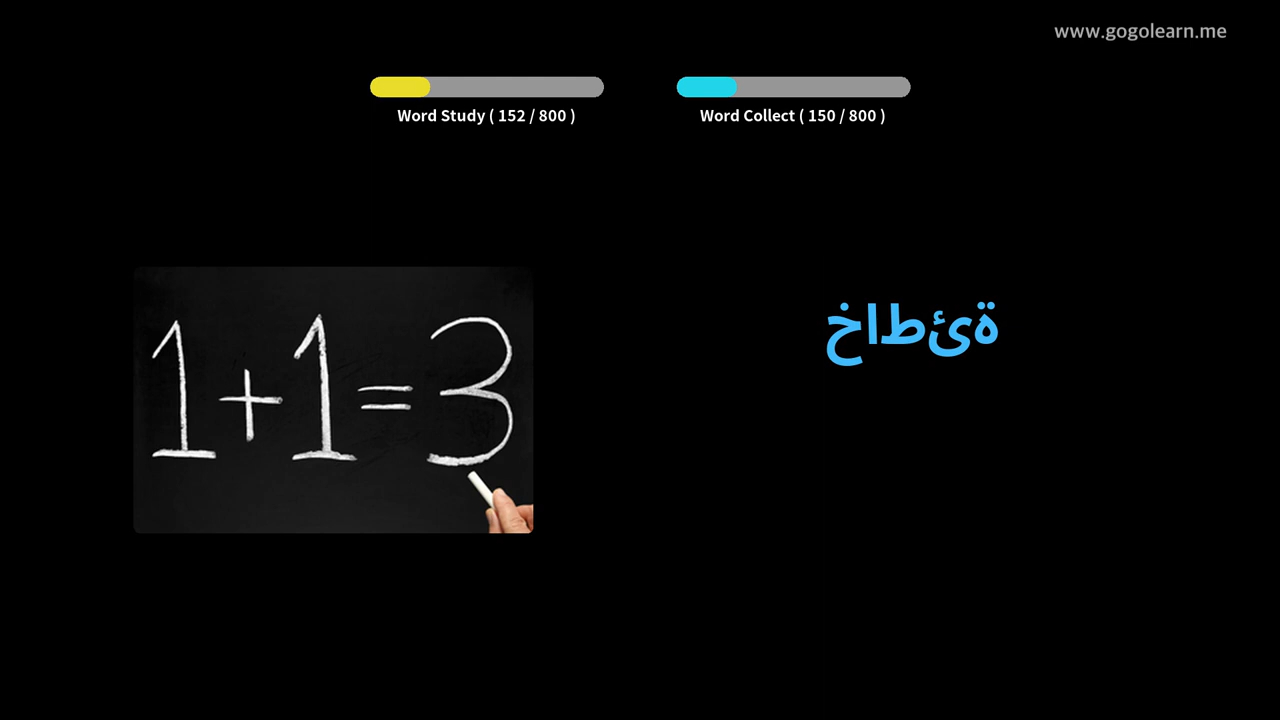 www.gogolearn.me
Word Study ( 152 / 800 )
Word Collect ( 150 / 800 )
1+1=3
خاطئة